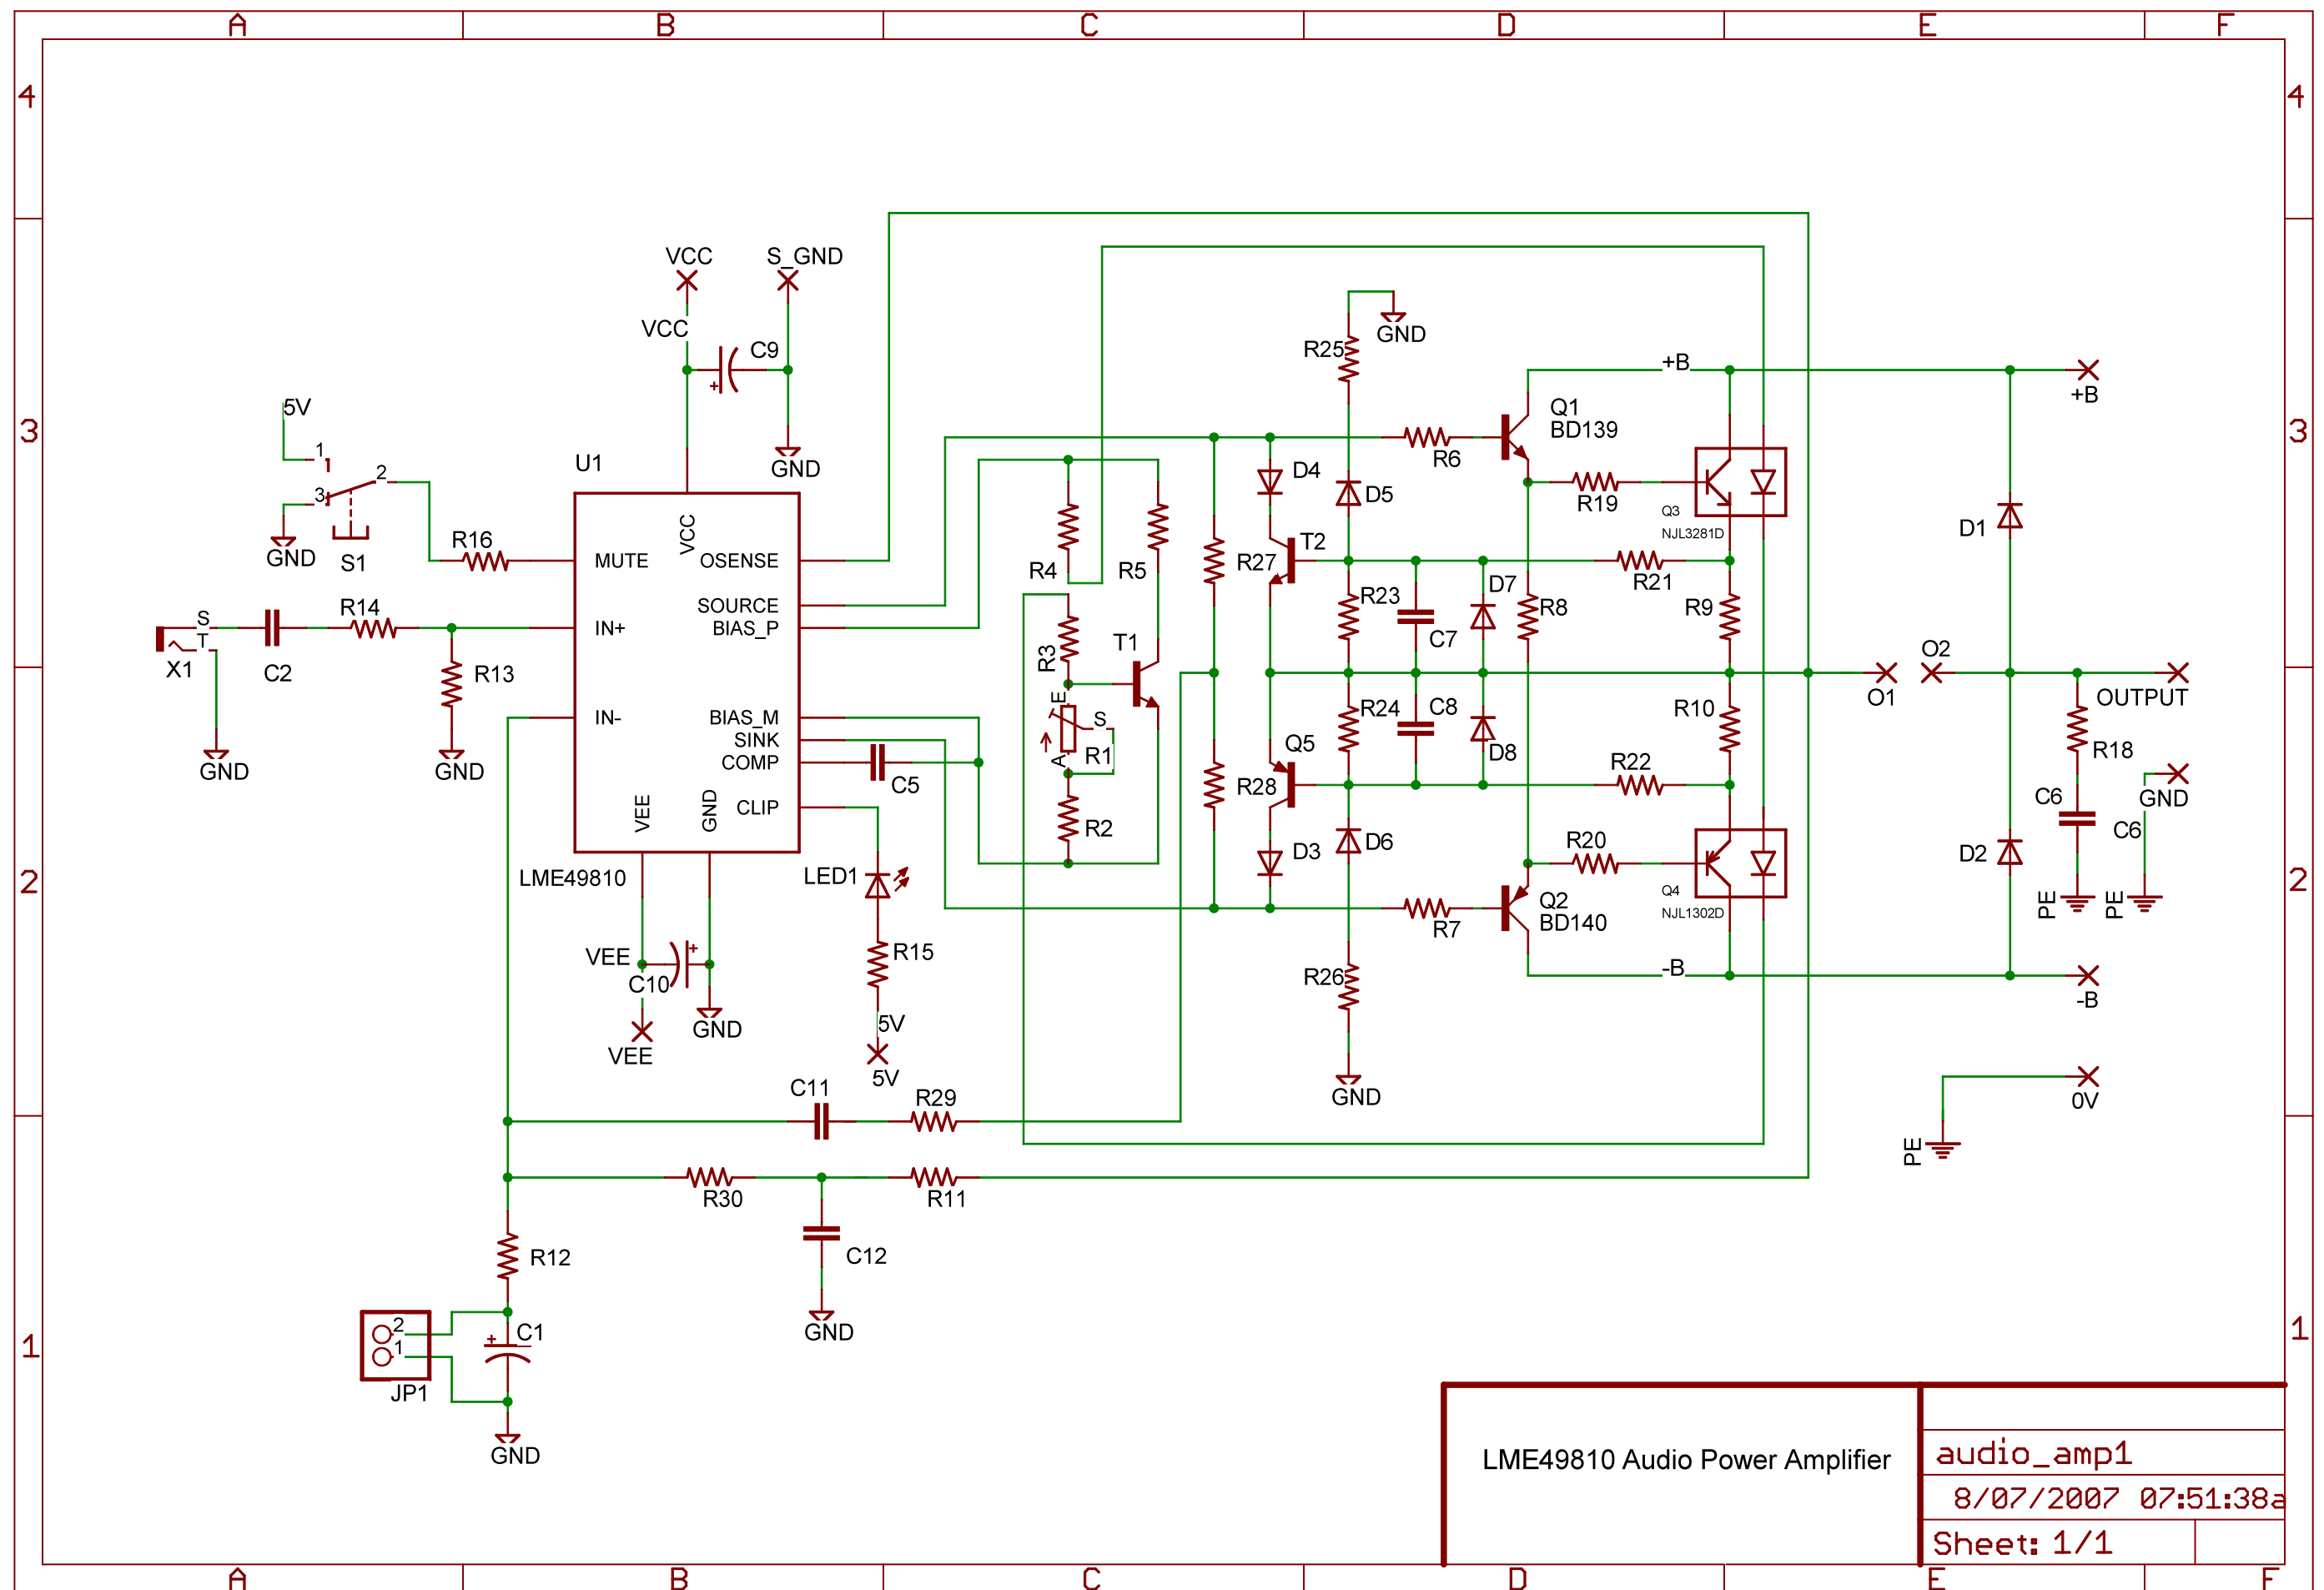 A B C D E F
4 4
VCC S_GND
VCC
C9
GND
R25
+B
+B
5V
1
2
3
GND
S1
R16
U1
GND
Q1
BD139
R6
D4
D5
R19
Q3
NJL3281D
D1
3 3
VCC
MUTE
OSENSE
SOURCE
IN+
BIAS_P
IN-
BIAS_M
SINK
COMP
CLIP
VEE
GND
LME49810
S
T
X1
C2
R14
R13
GND
GND
R4
R5
R27
T2
R21
D7
R23
C7
R8
R9
R3
T1
E
S
A
R1
R2
C5
R24
C8
D8
R10
Q5
R28
R22
O1
O2
OUTPUT
R18
GND
C6
C6
PE
PE
D3
D6
R20
Q4
NJL1302D
D2
2 2
LED1
R15
5V
5V
VEE
C10
VEE
GND
Q2
BD140
R7
R26
GND
-B
-B
0V
PE
C11
R29
R30
R11
C12
GND
R12
2
1
JP1
C1
GND
1 1
LME49810 Audio Power Amplifier
audio_amp1
8/07/2007 07:51:38a
Sheet: 1/1
A B C D E F